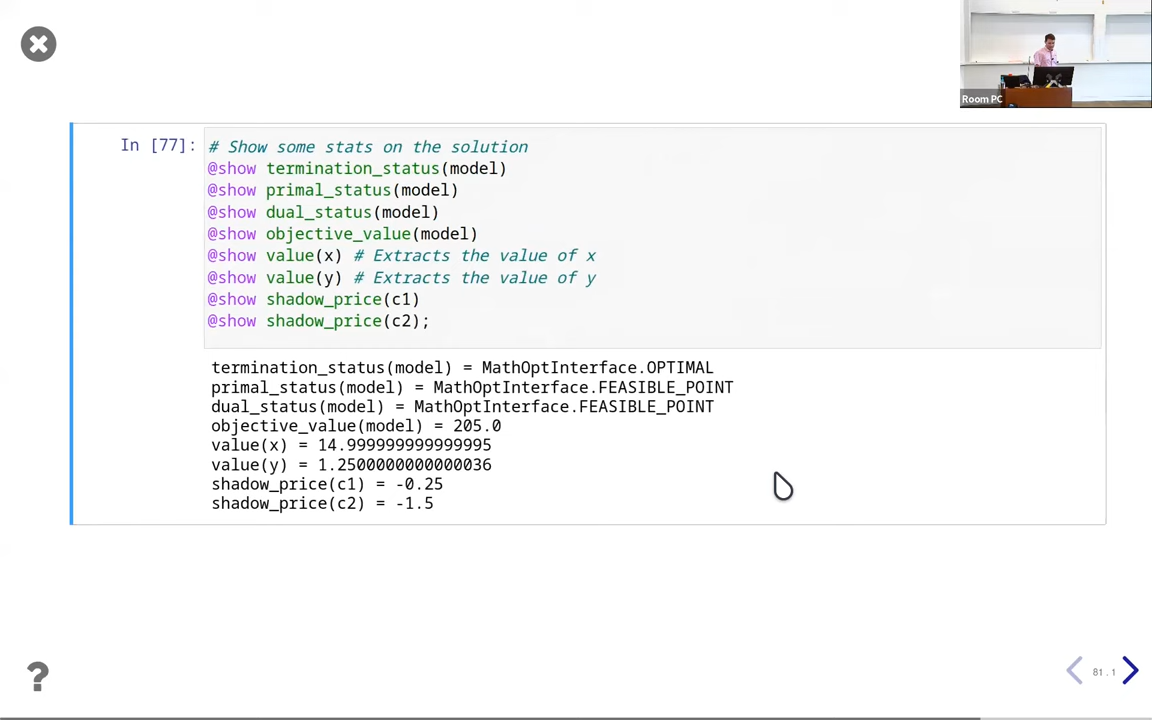 Room PC
In [77]:
# Show some stats on the solution
@show termination_status(model)
@show primal_status(model)
@show dual_status(model)
@show objective_value(model)
@show value(x) # Extracts the value of x
@show value(y) # Extracts the value of y
@show shadow_price(c1)
@show shadow_price(c2);
termination_status(model) = MathOptInterface.OPTIMAL
primal_status(model) = MathOptInterface.FEASIBLE_POINT
dual_status(model) = MathOptInterface.FEASIBLE_POINT
objective_value(model) = 205.0
value(x) = 14.999999999999995
value(y) = 1.2500000000000036
shadow_price(c1) = -0.25
shadow_price(c2) = -1.5
?
81.1